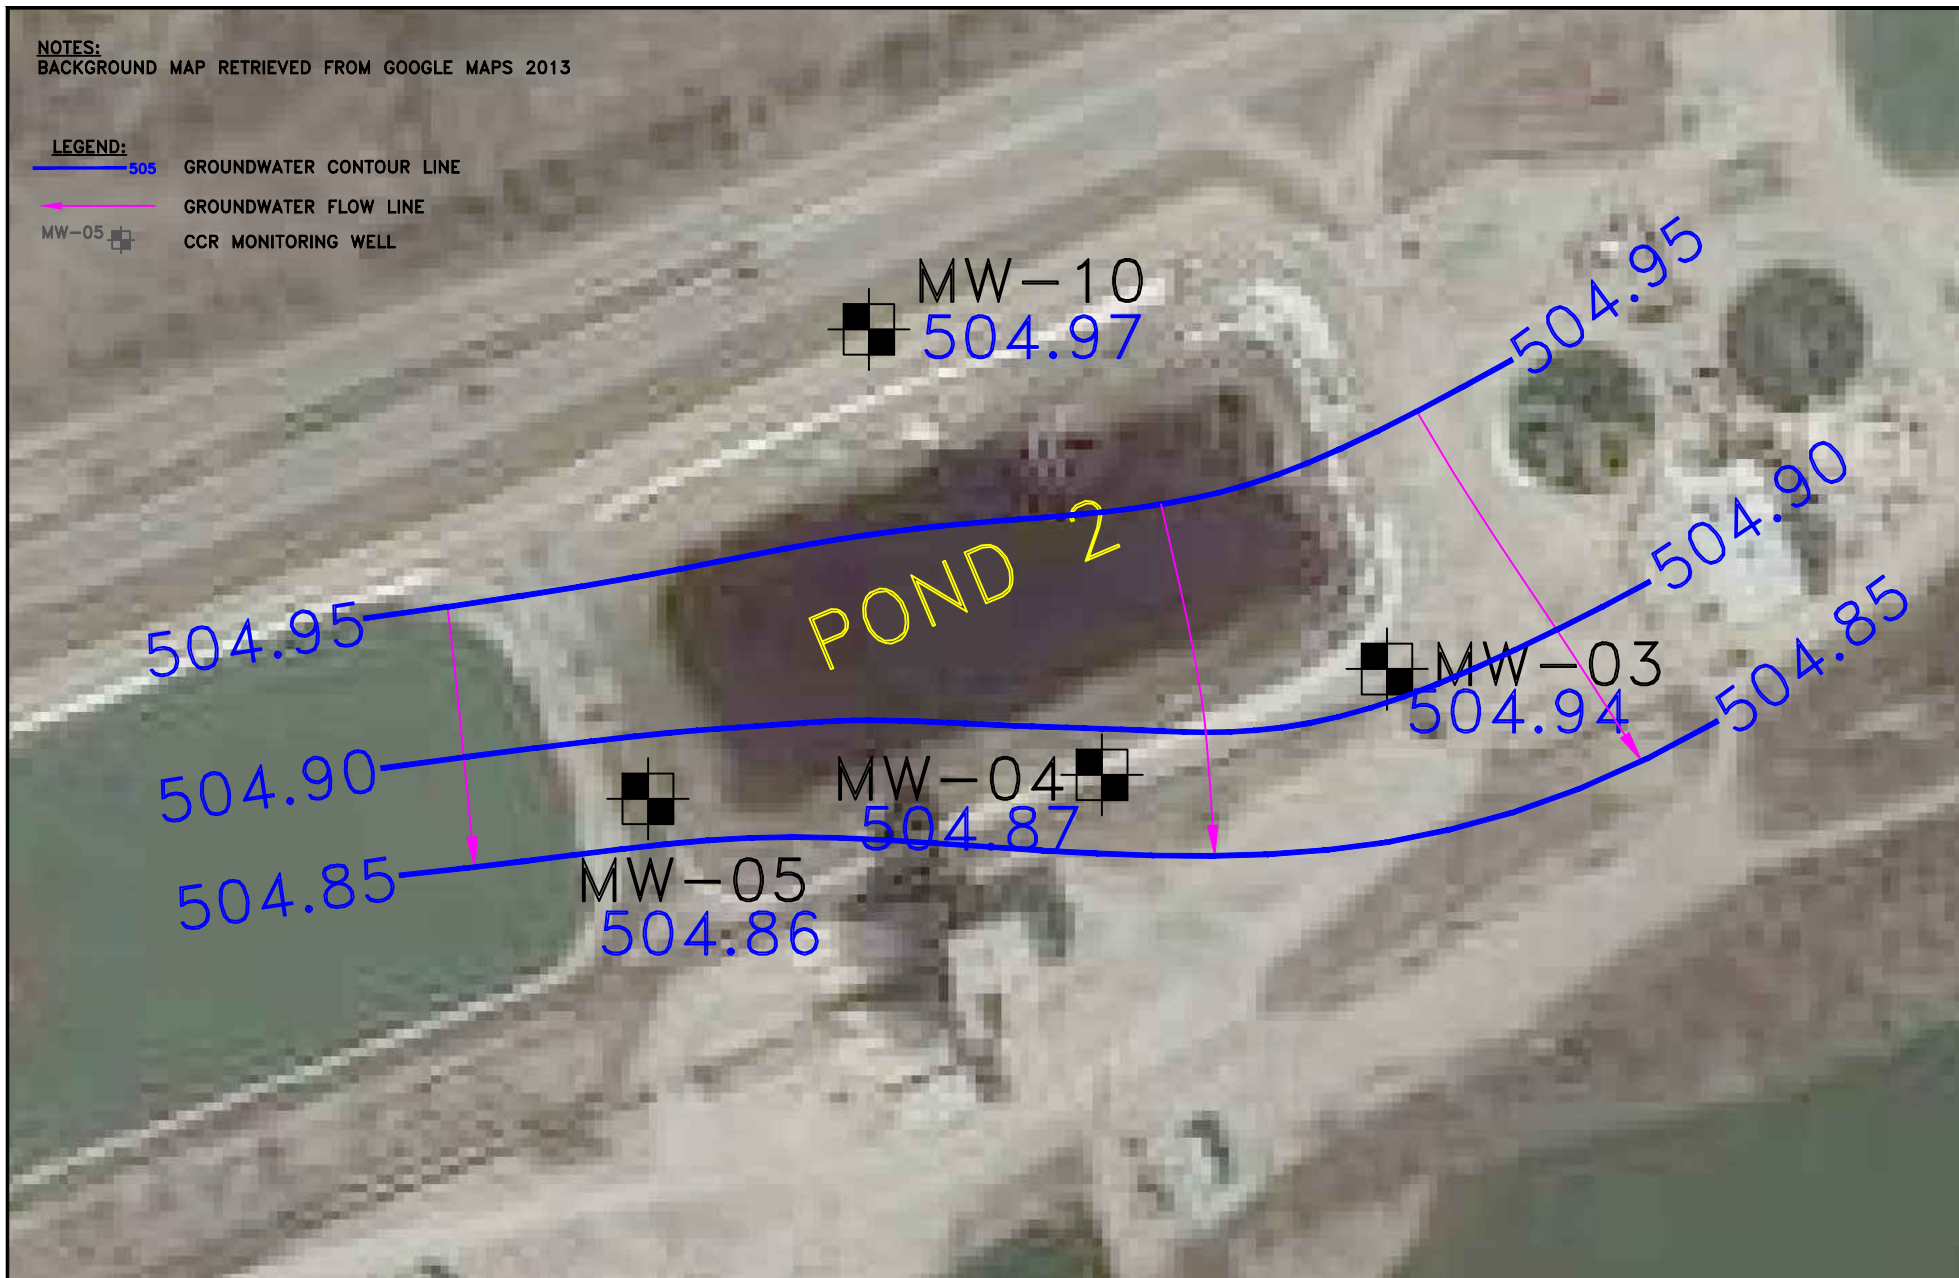 NOTES:
BACKGROUND MAP RETRIEVED FROM GOOGLE MAPS 2013
LEGEND:
505 GROUNDWATER CONTOUR LINE
GROUNDWATER FLOW LINE
MW-05 CCR MONITORING WELL
MW-10
504.97
504.95
504.90
504.85
POND 2
504.95
MW-03
504.94
504.90
MW-04
504.87
504.85
MW-05
504.86